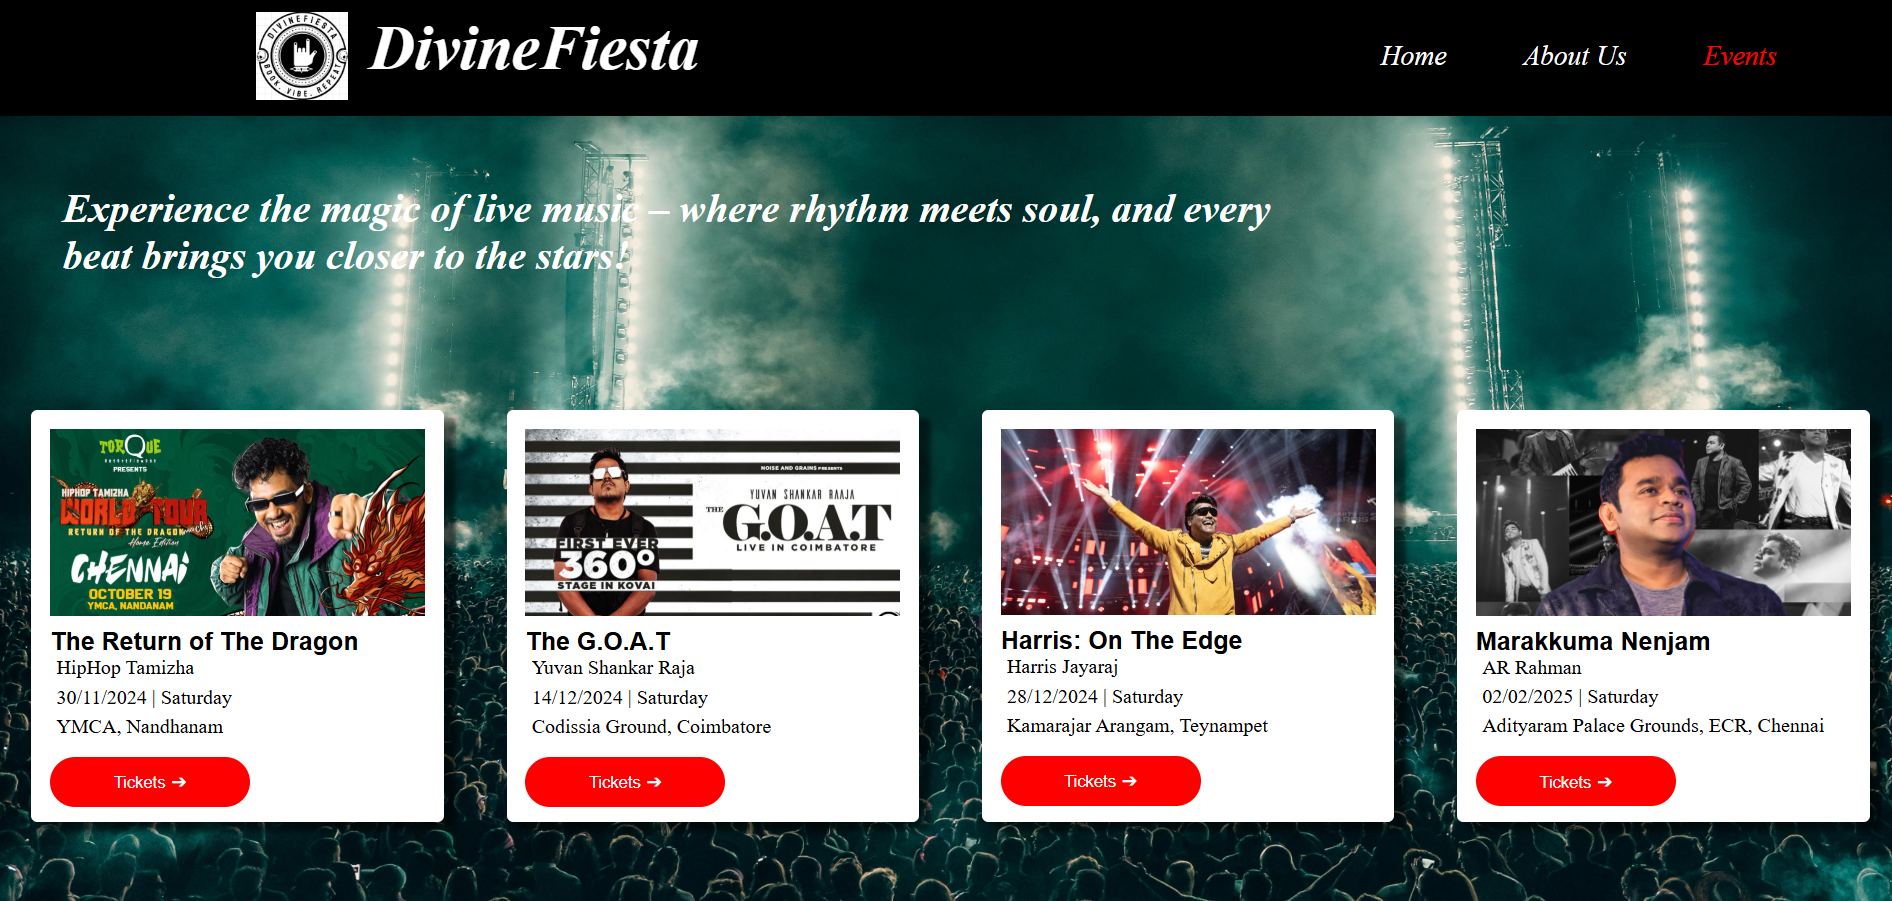 DIVINEFIESTA
BOOK. VIBE. REPEAT
DivineFiesta
Home
About Us
Events
Experience the magic of live music – where rhythm meets soul, and every
beat brings you closer to the stars!
TORQUE
PRESENTS
HIPHOP TAMIZHA
WORLD TOUR
RETURN OF THE DRAGON
Home Edition
CHENNAI
OCTOBER 19
YMCA, NANDANAM
The Return of The Dragon
HipHop Tamizha
30/11/2024 | Saturday
YMCA, Nandhanam
Tickets ➔
NOISE AND GRAINS PRESENTS
YUVAN SHANKAR RAAJA
THE G.O.A.T
LIVE IN COIMBATORE
FIRST EVER
360°
STAGE IN KOVAI
The G.O.A.T
Yuvan Shankar Raja
14/12/2024 | Saturday
Codissia Ground, Coimbatore
Tickets ➔
Harris: On The Edge
Harris Jayaraj
28/12/2024 | Saturday
Kamarajar Arangam, Teynampet
Tickets ➔
Marakkuma Nenjam
AR Rahman
02/02/2025 | Saturday
Adityaram Palace Grounds, ECR, Chennai
Tickets ➔